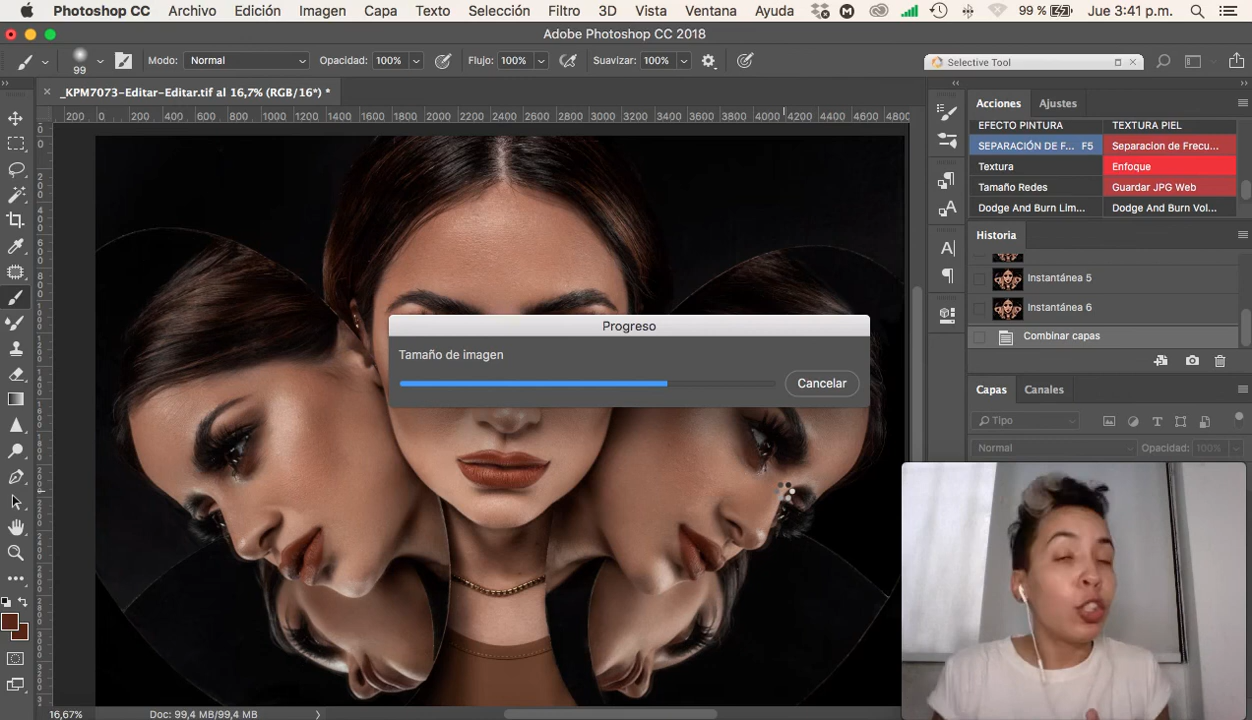 Photoshop CC Archivo Edición Imagen Capa Texto Selección Filtro 3D Vista Ventana Ayuda 99 % Jue 3:41 p.m.
Adobe Photoshop CC 2018
99 Modo: Normal Opacidad: 100% Flujo: 100% Suavizar: 100% Selective Tool
_KPM7073-Editar-Editar.tif al 16,7% (RGB/16*) *
200 0 200 400 600 800 1000 1200 1400 1600 1800 2000 2200 2400 2600 2800 3000 3200 3400 3600 3800 4000 4200 4400 4600 4800
Acciones Ajustes
EFECTO PINTURA TEXTURA PIEL
SEPARACIÓN DE F... F5 Separacion de Frecu...
Textura Enfoque
Tamaño Redes Guardar JPG Web
Dodge And Burn Lim... Dodge And Burn Vol...
Historia
Instantánea 5
Instantánea 6
Combinar capas
Progreso
Tamaño de imagen
Cancelar
Capas Canales
Tipo
Normal Opacidad: 100%
16,67% Doc: 99,4 MB/99,4 MB